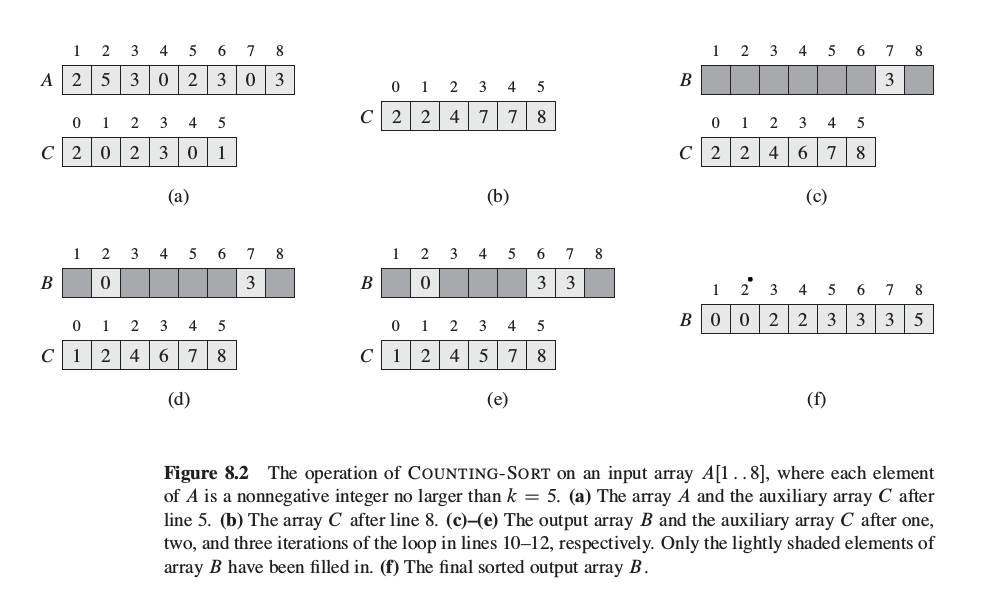 1 2 3 4 5 6 7 8
A 2 5 3 0 2 3 0 3
0 1 2 3 4 5
C 2 0 2 3 0 1
(a)
0 1 2 3 4 5
C 2 2 4 7 7 8
(b)
1 2 3 4 5 6 7 8
B 3
0 1 2 3 4 5
C 2 2 4 6 7 8
(c)
1 2 3 4 5 6 7 8
B 0 3
0 1 2 3 4 5
C 1 2 4 6 7 8
(d)
1 2 3 4 5 6 7 8
B 0 3 3
0 1 2 3 4 5
C 1 2 4 5 7 8
(e)
1 2 3 4 5 6 7 8
B 0 0 2 2 3 3 3 5
(f)
Figure 8.2 The operation of COUNTING-SORT on an input array A[1 . . 8], where each element
of A is a nonnegative integer no larger than k = 5. (a) The array A and the auxiliary array C after
line 5. (b) The array C after line 8. (c)–(e) The output array B and the auxiliary array C after one,
two, and three iterations of the loop in lines 10–12, respectively. Only the lightly shaded elements of
array B have been filled in. (f) The final sorted output array B.